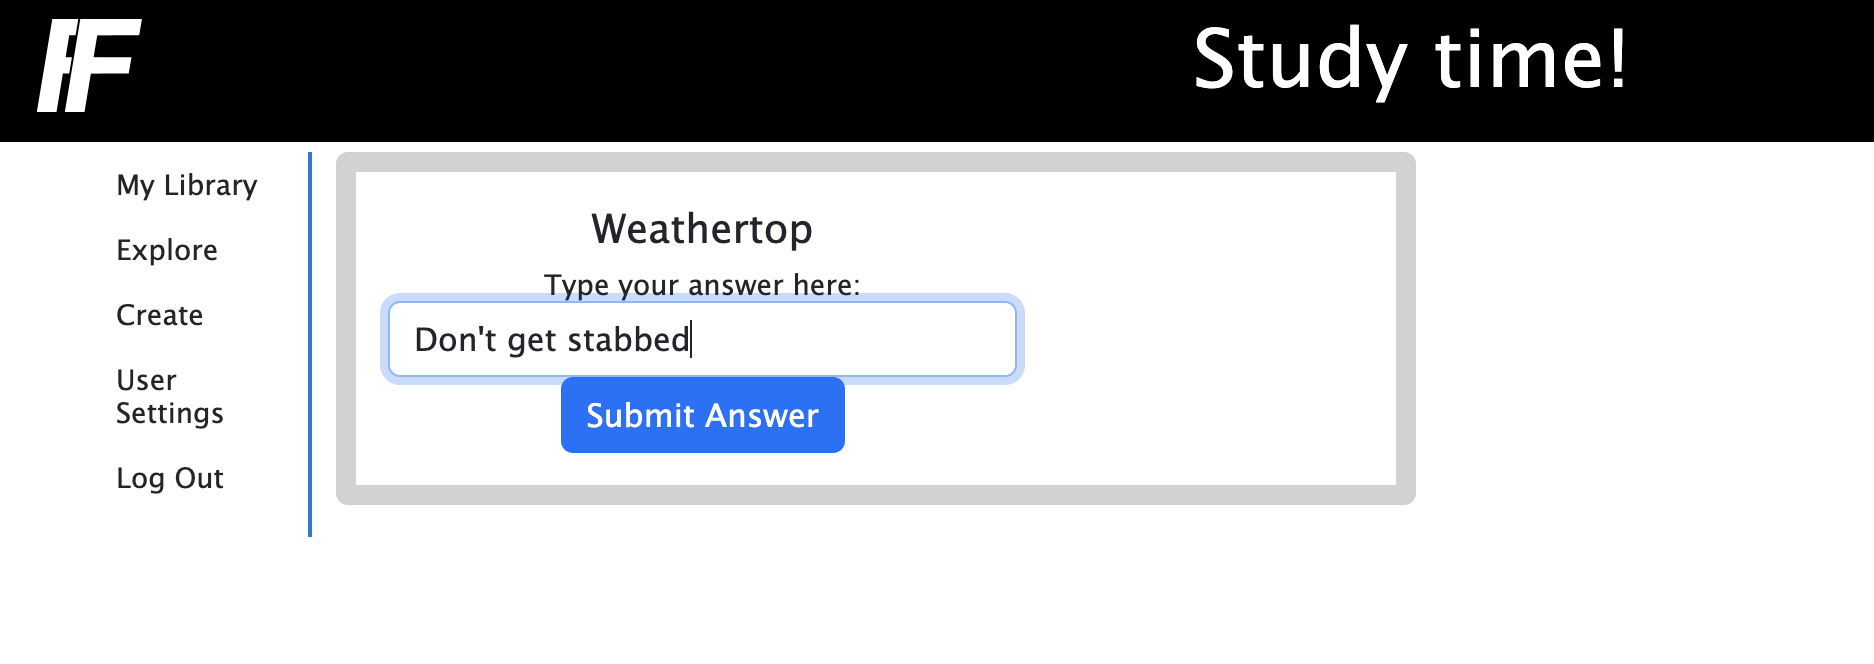 FF
Study time!
My Library
Explore
Create
User
Settings
Log Out
Weathertop
Type your answer here:
Don't get stabbed
Submit Answer